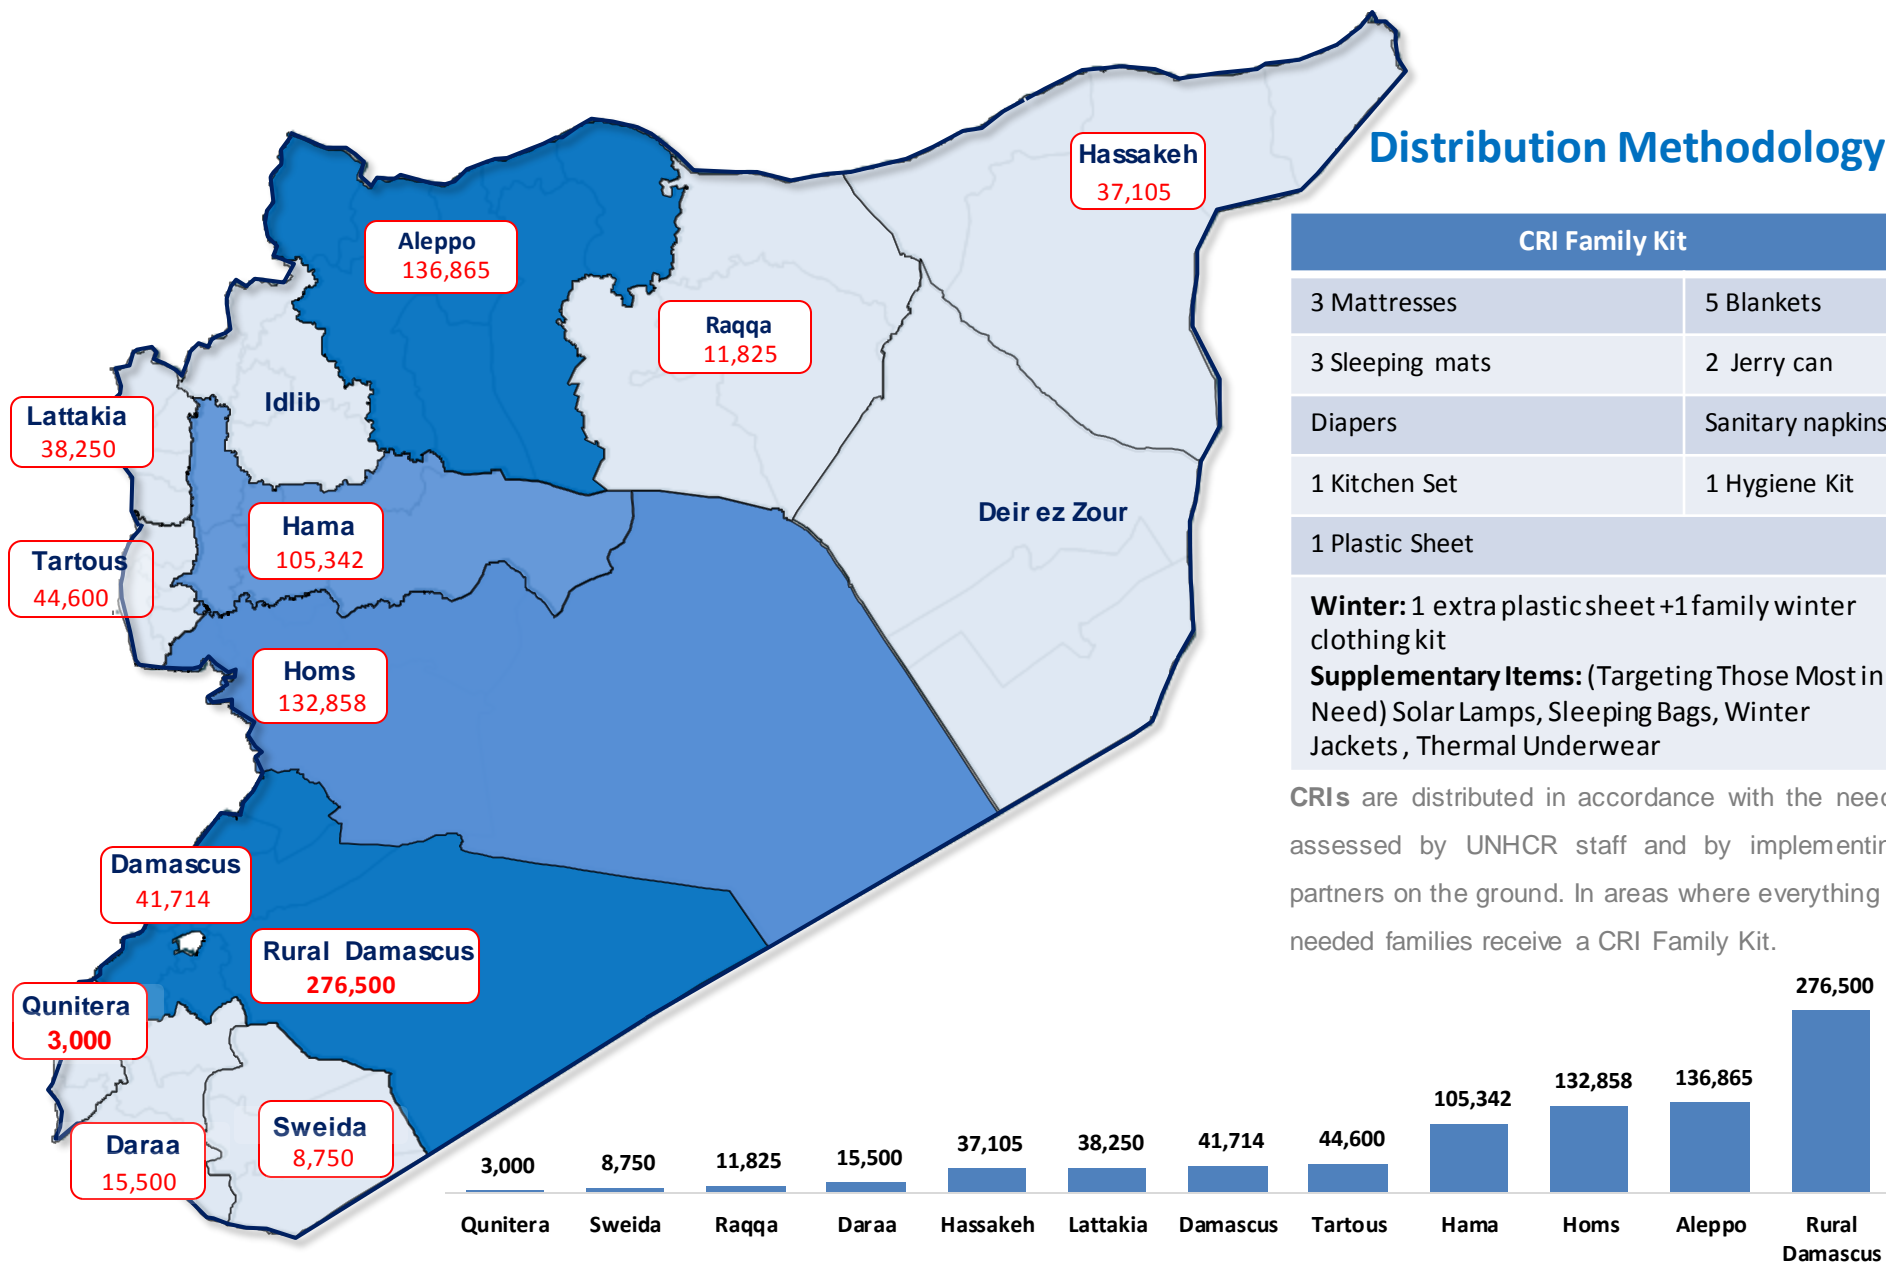 Hassakeh
37,105
Aleppo
136,865
Raqqa
11,825
Idlib
Lattakia
38,250
Deir ez Zour
Hama
105,342
Tartous
44,600
Homs
132,858
Damascus
41,714
Rural Damascus
276,500
Qunitera
3,000
Sweida
8,750
Daraa
15,500
Distribution Methodology
CRI Family Kit
3 Mattresses
5 Blankets
3 Sleeping mats
2 Jerry can
Diapers
Sanitary napkins
1 Kitchen Set
1 Hygiene Kit
1 Plastic Sheet
Winter: 1 extra plastic sheet +1 family winter
clothing kit
Supplementary Items: (Targeting Those Most in
Need) Solar Lamps, Sleeping Bags, Winter
Jackets , Thermal Underwear
CRIs are distributed in accordance with the need
assessed by UNHCR staff and by implementin
partners on the ground. In areas where everything
needed families receive a CRI Family Kit.
3,000
8,750
11,825
15,500
37,105
38,250
41,714
44,600
105,342
132,858
136,865
276,500
Qunitera
Sweida
Raqqa
Daraa
Hassakeh
Lattakia
Damascus
Tartous
Hama
Homs
Aleppo
Rural
Damascus